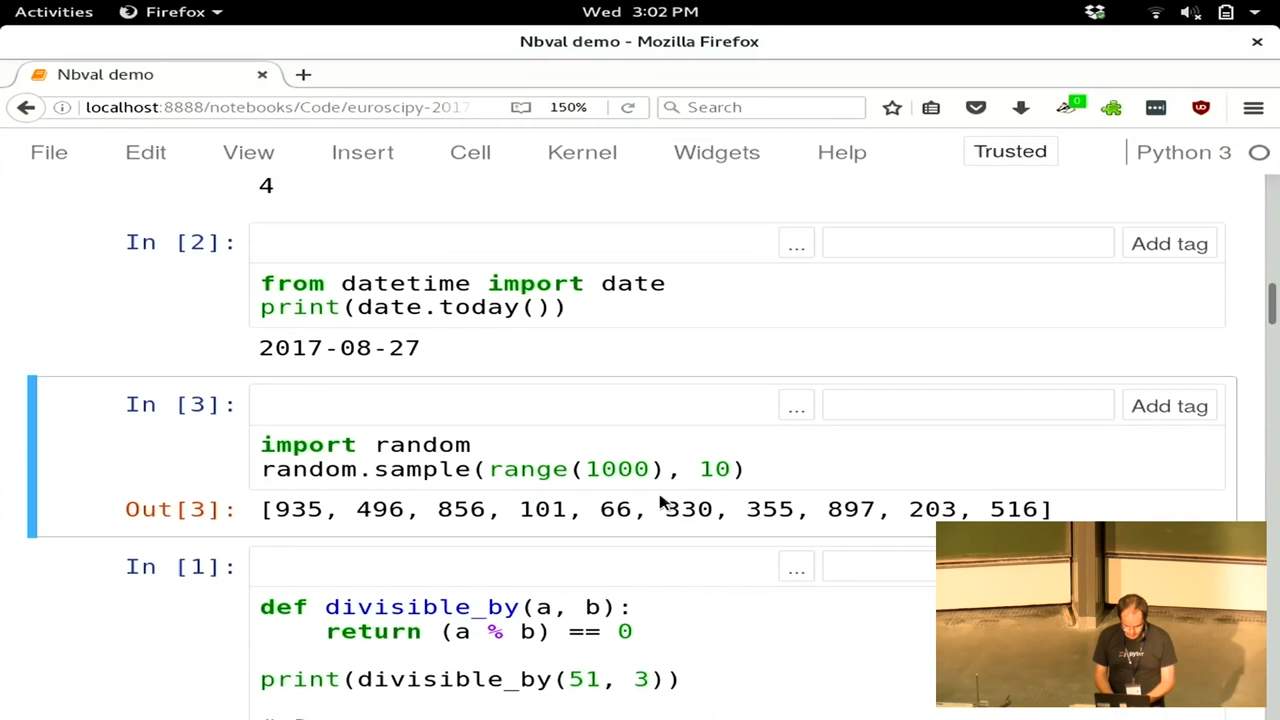 Activities Firefox Wed 3:02 PM
Nbval demo - Mozilla Firefox
Nbval demo
localhost:8888/notebooks/Code/euroscipy-2017 150% Search 0
File Edit View Insert Cell Kernel Widgets Help Trusted Python 3
4
In [2]: ... Add tag
from datetime import date
print(date.today())
2017-08-27
In [3]: ... Add tag
import random
random.sample(range(1000), 10)
Out[3]: [935, 496, 856, 101, 66, 330, 355, 897, 203, 516]
In [1]: ...
def divisible_by(a, b):
return (a % b) == 0
print(divisible_by(51, 3))